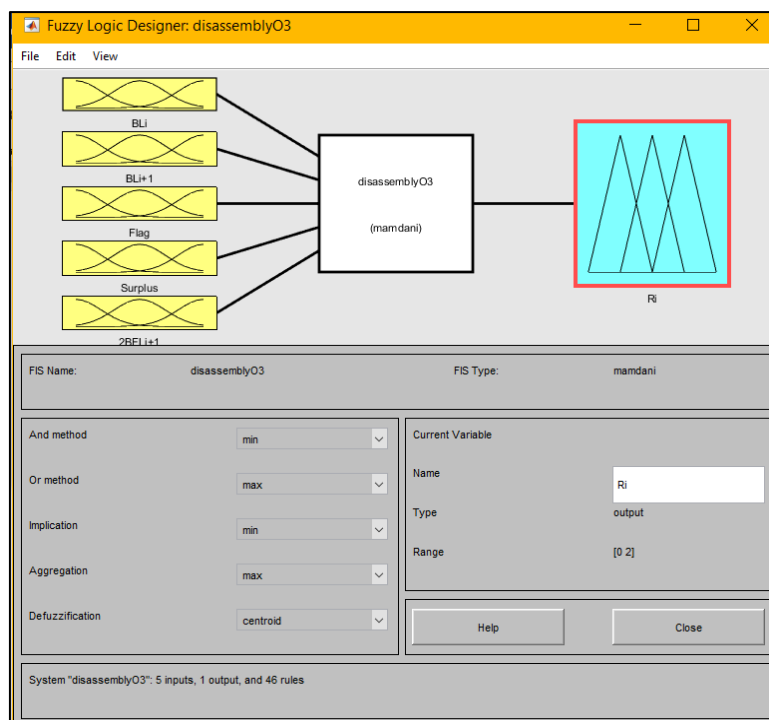 Fuzzy Logic Designer: disassemblyO3
File Edit View
BLi
BLi+1
Flag
Surplus
2BFLi+1
disassemblyO3
(mamdani)
Ri
FIS Name: disassemblyO3 FIS Type: mamdani
And method min
Or method max
Implication min
Aggregation max
Defuzzification centroid
Current Variable
Name Ri
Type output
Range [0 2]
Help Close
System "disassemblyO3": 5 inputs, 1 output, and 46 rules